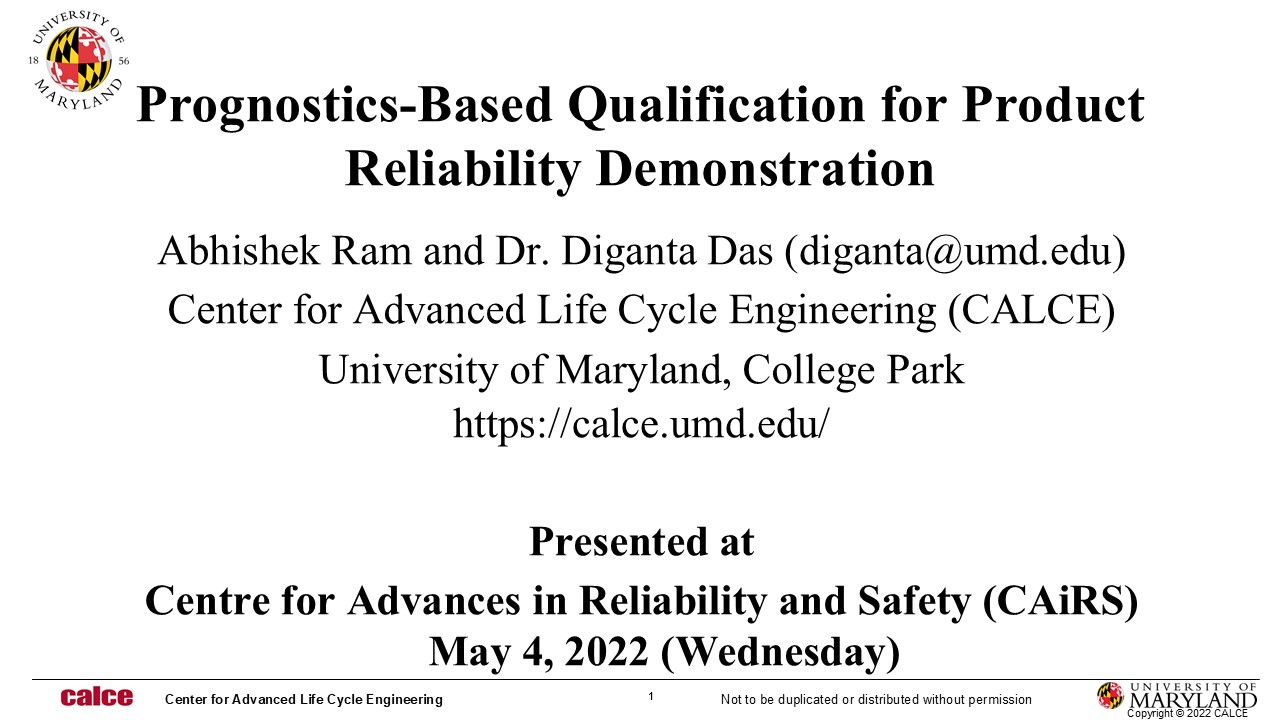 UNIVERSITY OF
18 56
MARYLAND
Prognostics-Based Qualification for Product
Reliability Demonstration
Abhishek Ram and Dr. Diganta Das (diganta@umd.edu)
Center for Advanced Life Cycle Engineering (CALCE)
University of Maryland, College Park
https://calce.umd.edu/
Presented at
Centre for Advances in Reliability and Safety (CAiRS)
May 4, 2022 (Wednesday)
calce Center for Advanced Life Cycle Engineering 1 Not to be duplicated or distributed without permission
UNIVERSITY OF
MARYLAND
Copyright © 2022 CALCE